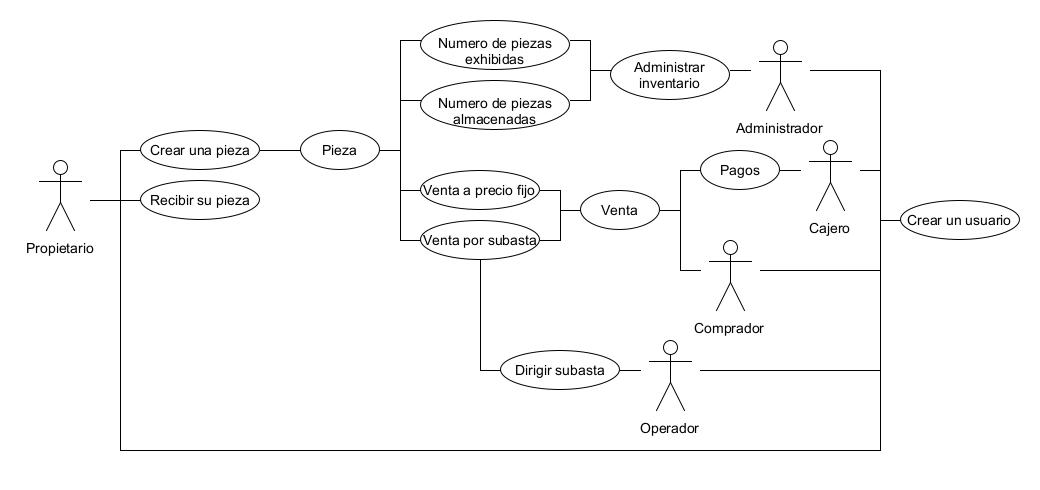 Numero de piezas
exhibidas
Administrar
inventario
Numero de piezas
almacenadas
Administrador
Crear una pieza
Pieza
Pagos
Venta a precio fijo
Recibir su pieza
Venta
Cajero
Crear un usuario
Propietario
Venta por subasta
Comprador
Dirigir subasta
Operador